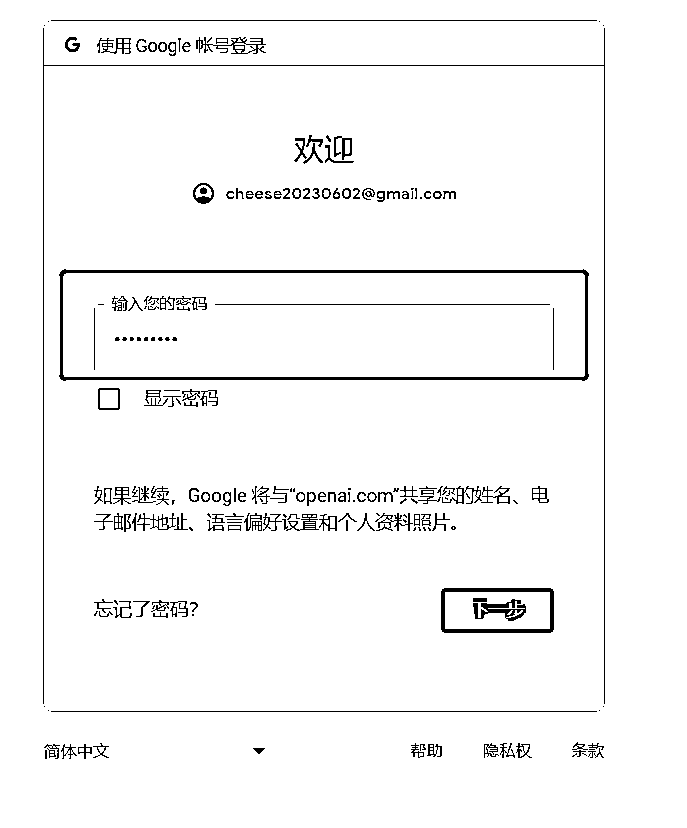 使用 Google 帐号登录
欢迎
cheese20230602@gmail.com
输入您的密码
•••••••••
显示密码
如果继续，Google 将与“openai.com”共享您的姓名、电
子邮件地址、语言偏好设置和个人资料照片。
忘记了密码？
下一步
简体中文
帮助
隐私权
条款